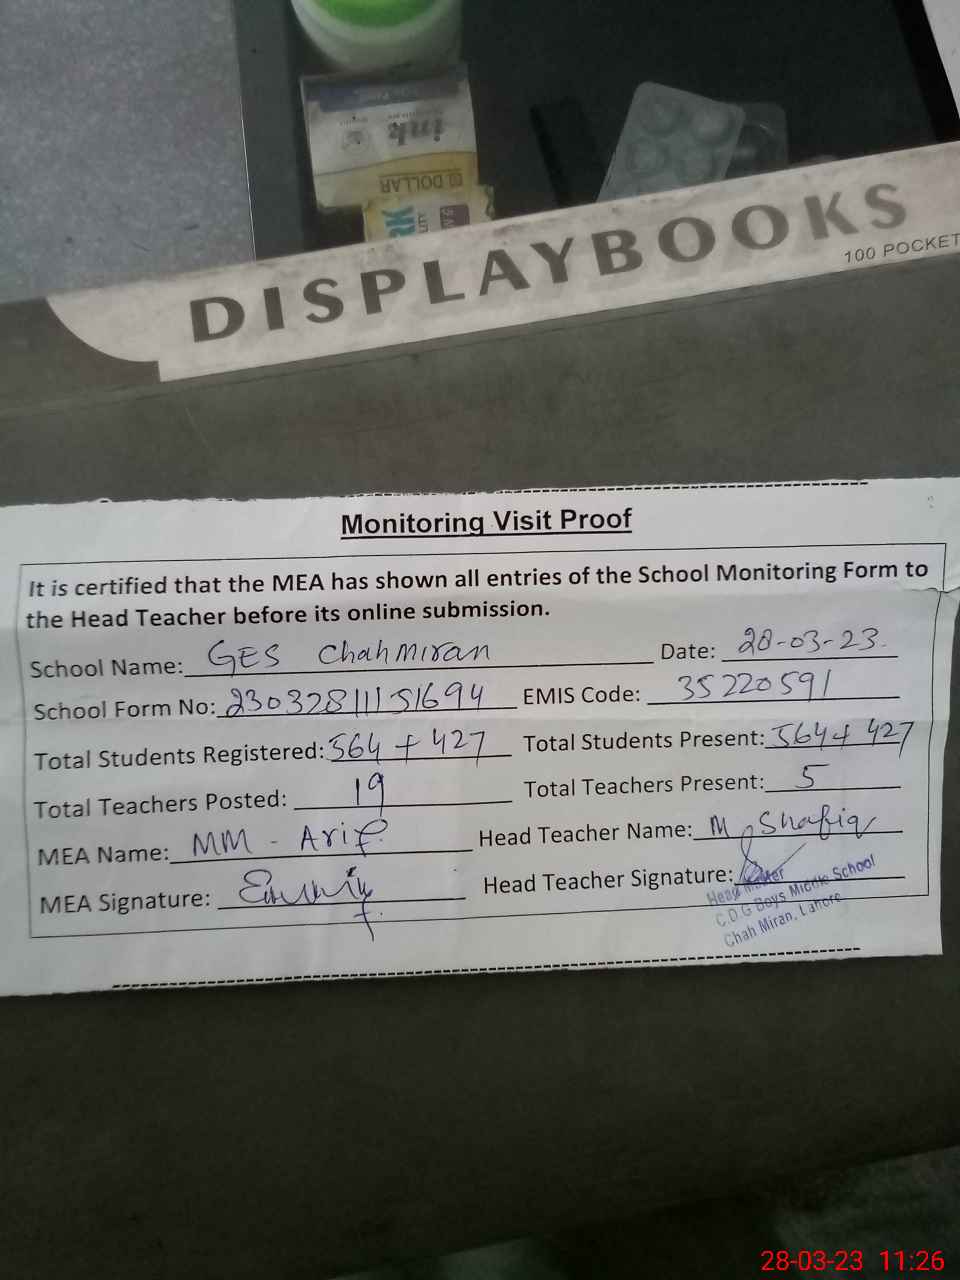 ink
DOLLAR
DISPLAYBOOKS
100 POCKET
Monitoring Visit Proof
It is certified that the MEA has shown all entries of the School Monitoring Form to
the Head Teacher before its online submission.
School Name: GES Chahmiran Date: 28-03-23.
School Form No: 230328111151694 EMIS Code: 35220591
Total Students Registered: 564 + 427 Total Students Present: 564 + 427
Total Teachers Posted: 19 Total Teachers Present: 5
MEA Name: MM - Arif Head Teacher Name: M Shafiq
MEA Signature: Head Teacher Signature:
Head Master
C.D.G Boys Middle School
Chah Miran, Lahore
28-03-23 11:26